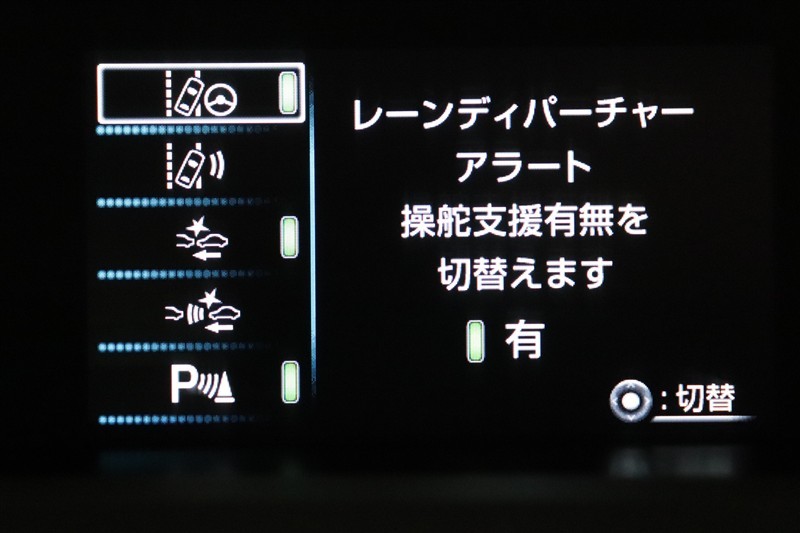 レーンディパーチャー
アラート
操舵支援有無を
切替えます
有
P
:切替